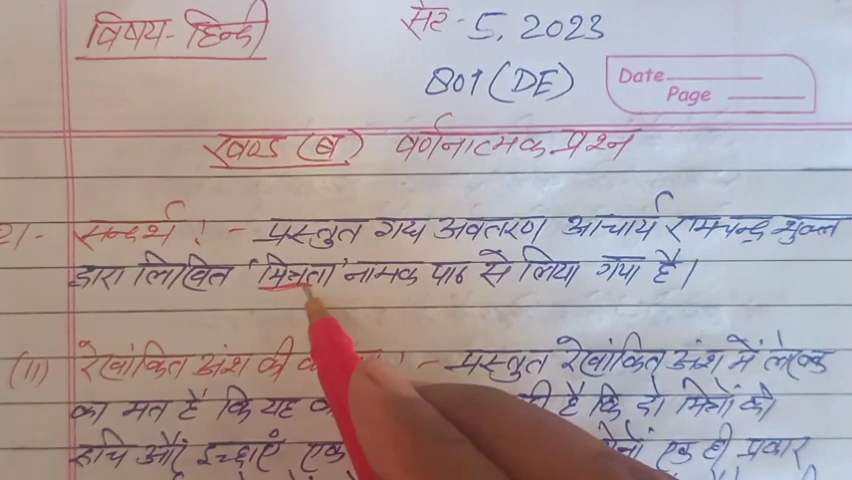 विषय- हिन्दी
सेट- 5, 2023
801 (DE)
Date
Page
खण्ड (ब) वर्णनात्मक प्रश्न
सन्दर्भ :- प्रस्तुत गद्य अवतरण आचार्य रामचन्द्र शुक्ल
द्वारा लिखित 'मित्रता' नामक पाठ से लिया गया है।
(ii) रेखांकित अंश की :- प्रस्तुत रेखांकित अंश में लेखक
का मत है कि यह है कि दो मित्रों की
रुचि और इच्छाएँ एक एक ही प्रकार